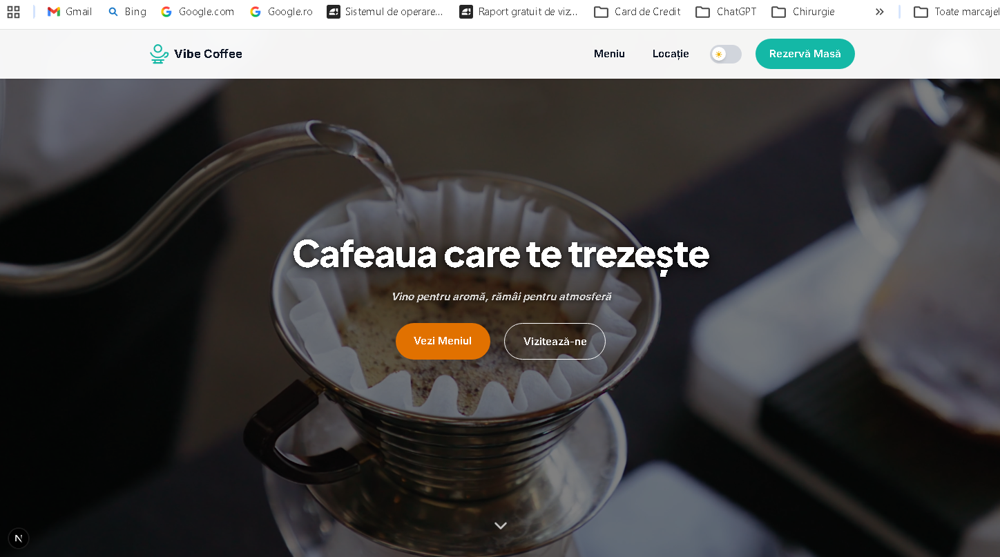 Gmail Bing Google.com Google.ro Sistemul de operare... Raport gratuit de viz... Card de Credit ChatGPT Chirurgie » Toate marcajel
Vibe Coffee Meniu Locație Rezervă Masă
Cafeaua care te trezește
Vino pentru aromă, rămâi pentru atmosferă
Vezi Meniul Vizitează-ne
N